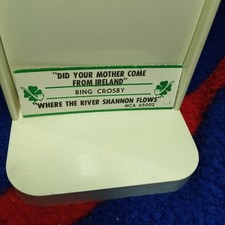 "DID YOUR MOTHER COME
FROM IRELAND"
BING CROSBY
"WHERE THE RIVER SHANNON FLOWS"
MCA 65002